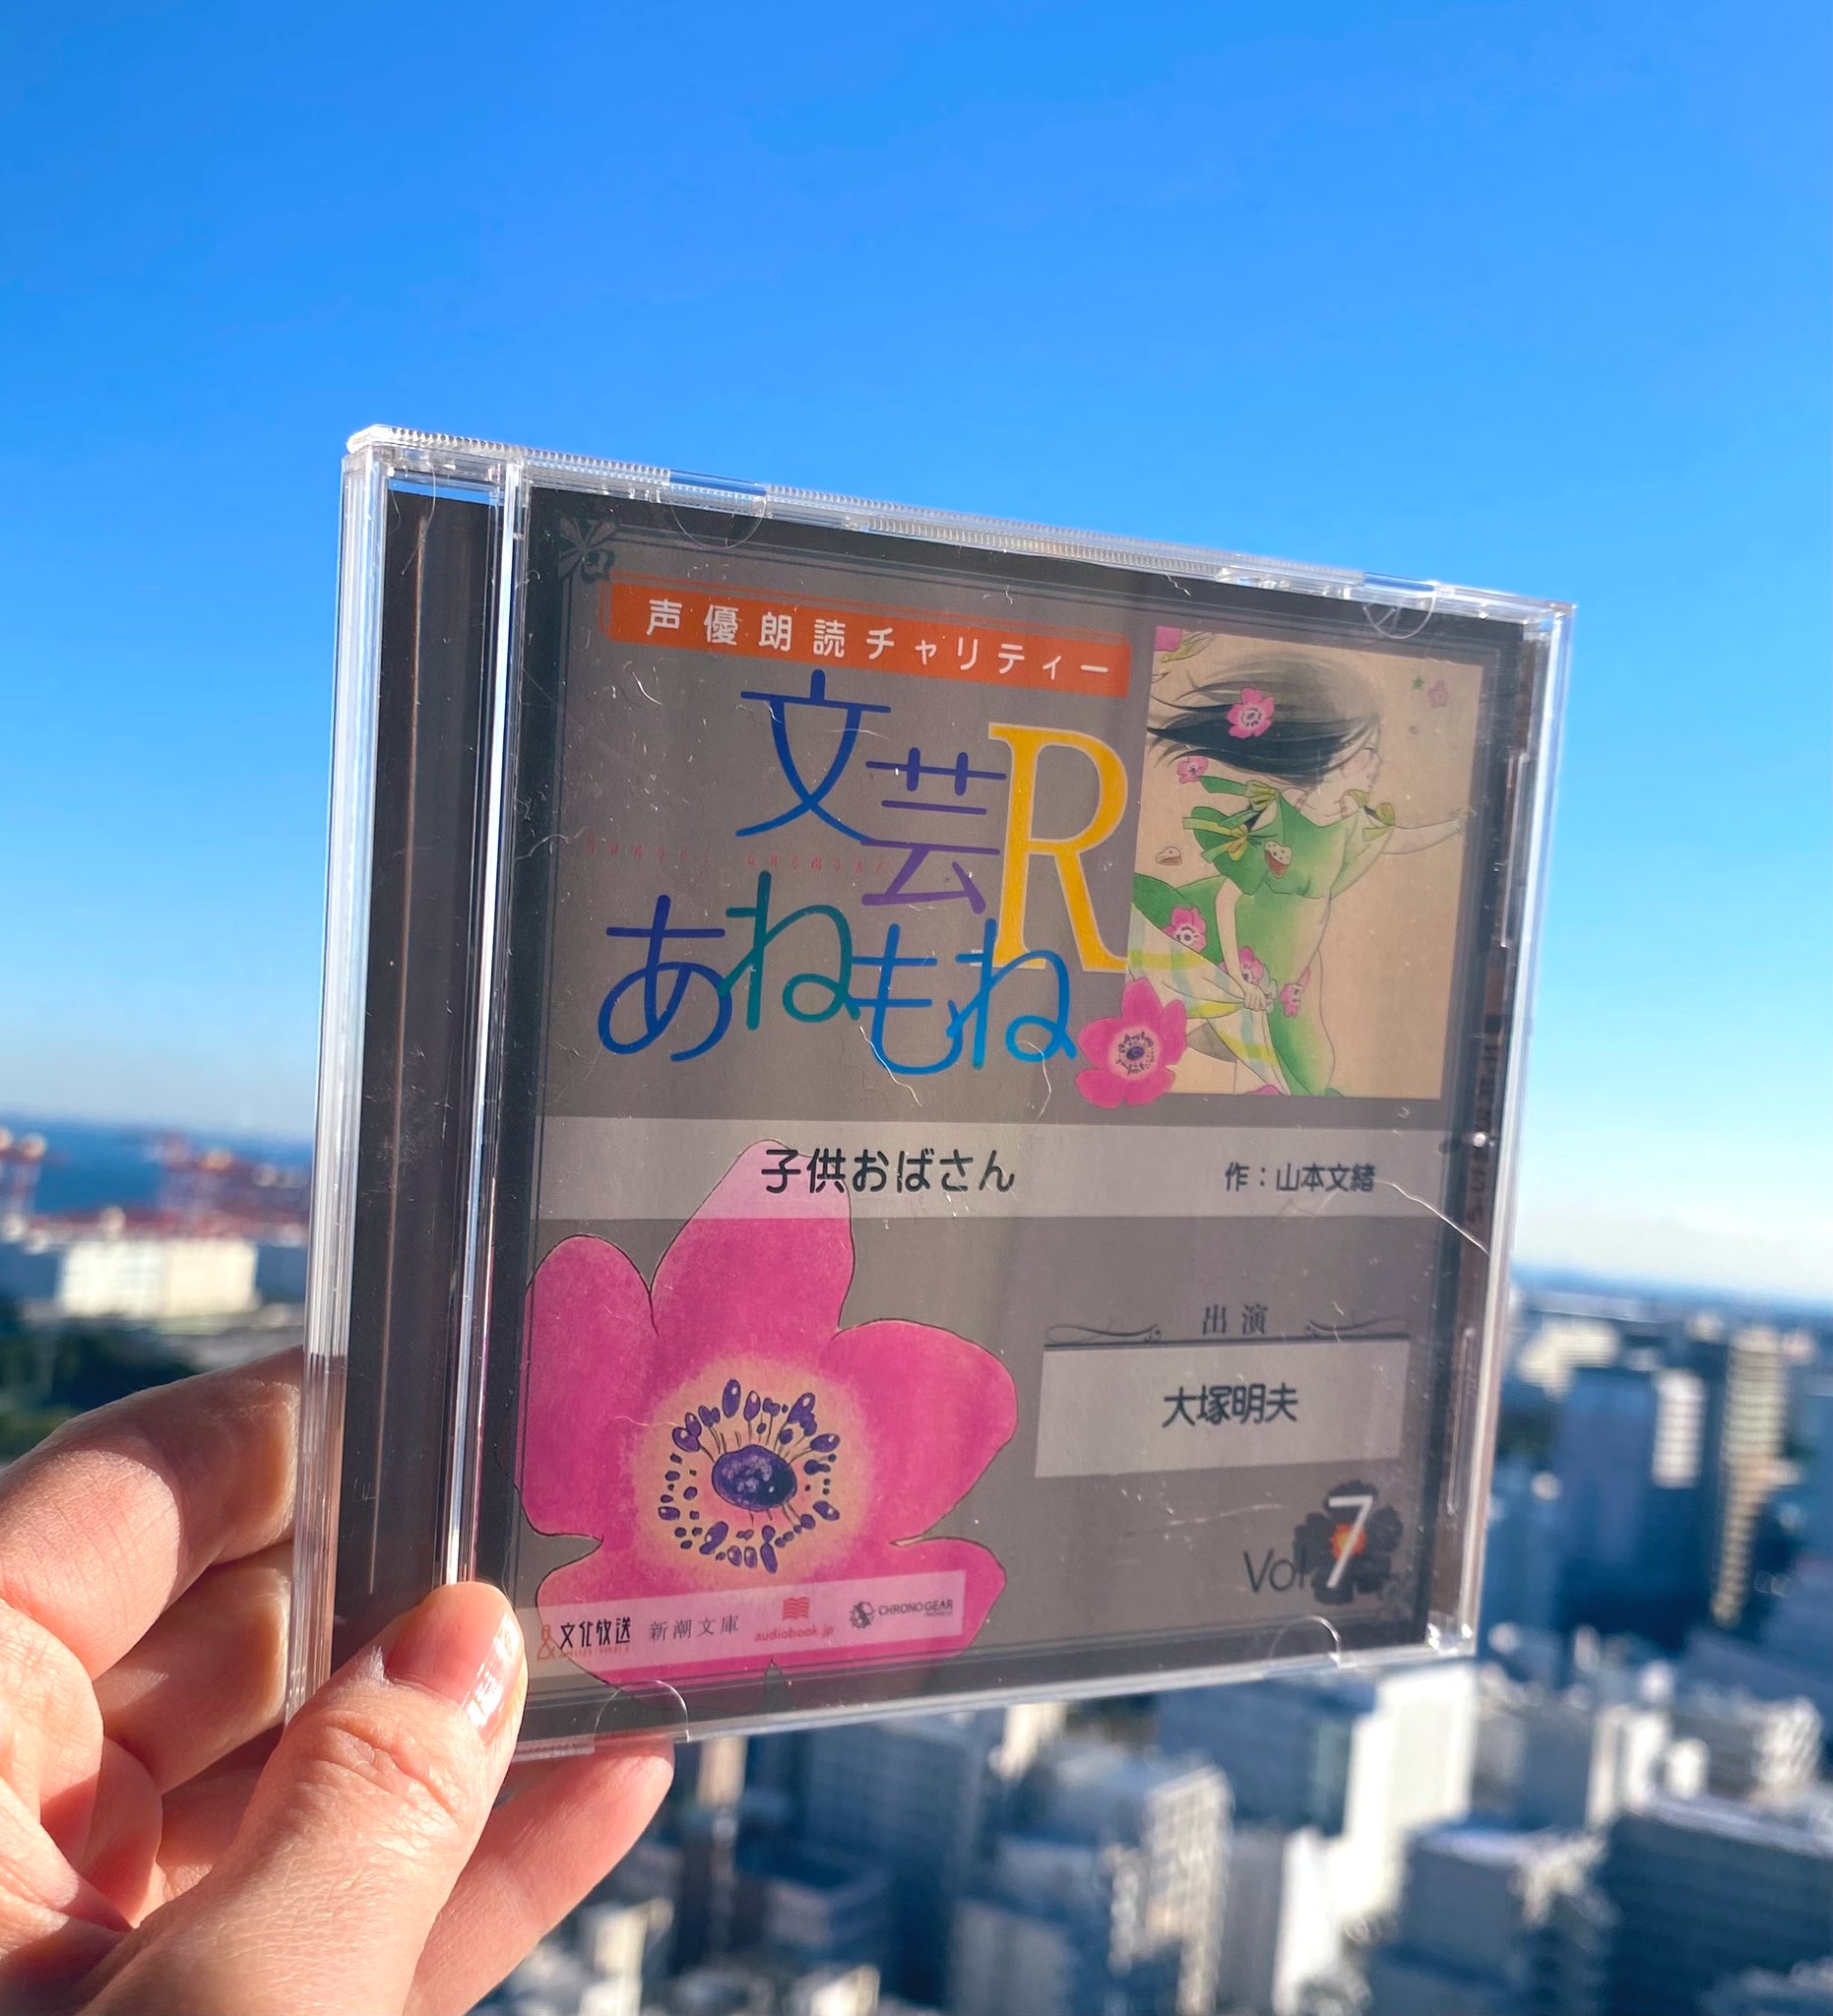 声優朗読チャリティー
文芸R
あねもね
子供おばさん
作：山本文緒
出演
大塚明夫
Vol.7
文化放送
新潮文庫
audiobook.jp
CHRONO GEAR